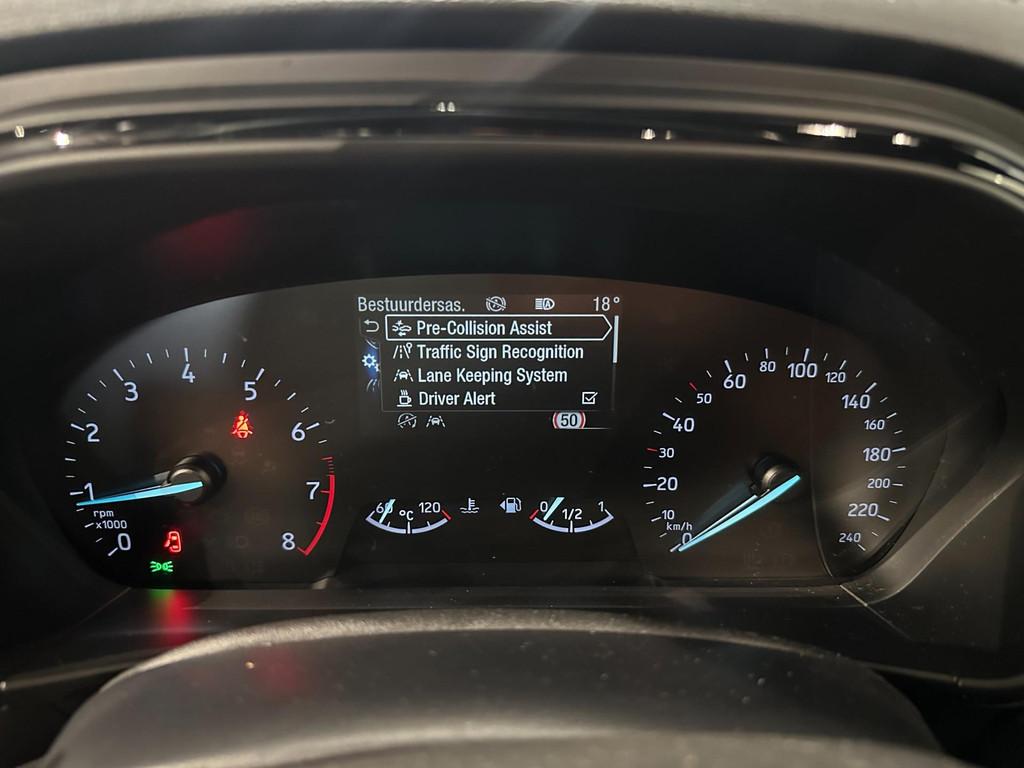 Bestuurdersas. 18°
Pre-Collision Assist
Traffic Sign Recognition
Lane Keeping System
Driver Alert
50
0
1
2
3
4
5
6
7
8
rpm
x1000
60 °C 120
0 1/2 1
0
10
20
30
40
50
60
80
100
120
140
160
180
200
220
240
km/h